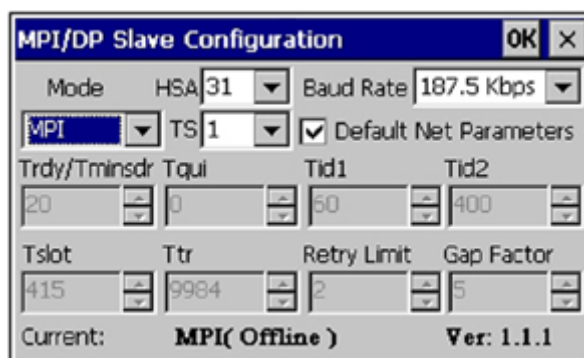 MPI/DP Slave Configuration OK ×
Mode HSA 31 Baud Rate 187.5 Kbps
MPI TS 1 Default Net Parameters
Trdy/Tminsdr Tqui Tid1 Tid2
20 0 60 400
Tslot Ttr Retry Limit Gap Factor
415 9984 2 5
Current: MPI( Offline ) Ver: 1.1.1